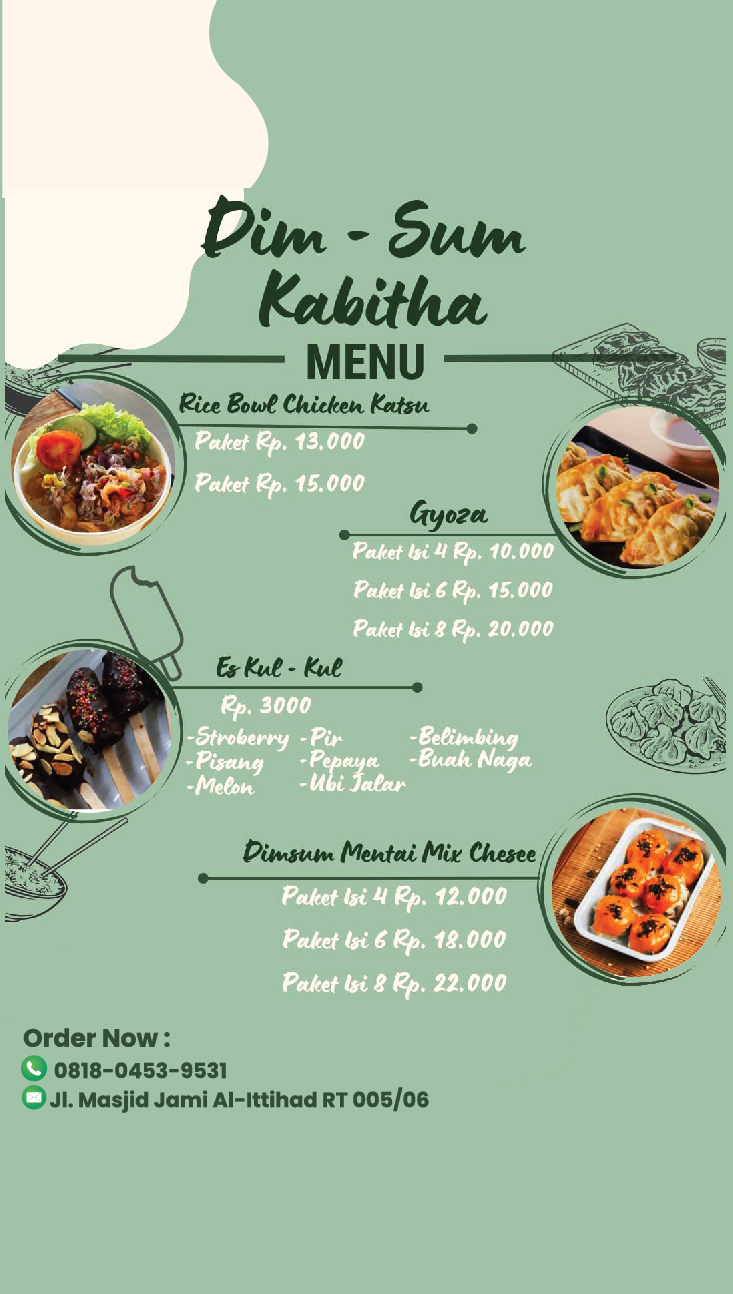 Dim - Sum
Kabitha
MENU
Rice Bowl Chicken Katsu
Paket Rp. 13.000
Paket Rp. 15.000
Gyoza
Paket Isi 4 Rp. 10.000
Paket Isi 6 Rp. 15.000
Paket Isi 8 Rp. 20.000
Es Kul - Kul
Rp. 3000
-Stroberry -Pir -Belimbing
-Pisang -Pepaya -Buah Naga
-Melon -Ubi Jalar
Dimsum Mentai Mix Chesee
Paket Isi 4 Rp. 12.000
Paket Isi 6 Rp. 18.000
Paket Isi 8 Rp. 22.000
Order Now :
0818-0453-9531
Jl. Masjid Jami Al-Ittihad RT 005/06